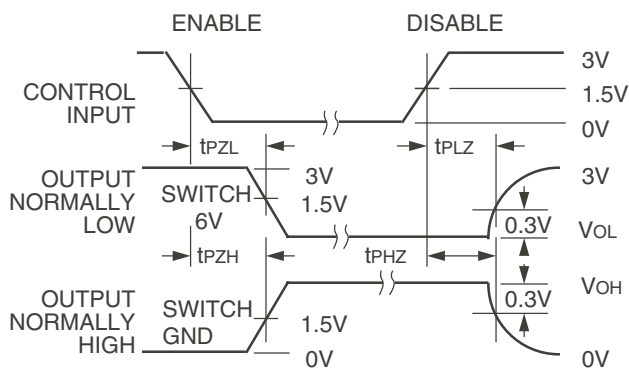 ENABLE DISABLE
3V
CONTROL INPUT 1.5V
0V
tPZL tPLZ
OUTPUT NORMALLY LOW
SWITCH 6V
3V
1.5V
3V
0.3V VOL
tPZH tPHZ
VOH
0.3V
OUTPUT NORMALLY HIGH
SWITCH GND
1.5V
0V
0V